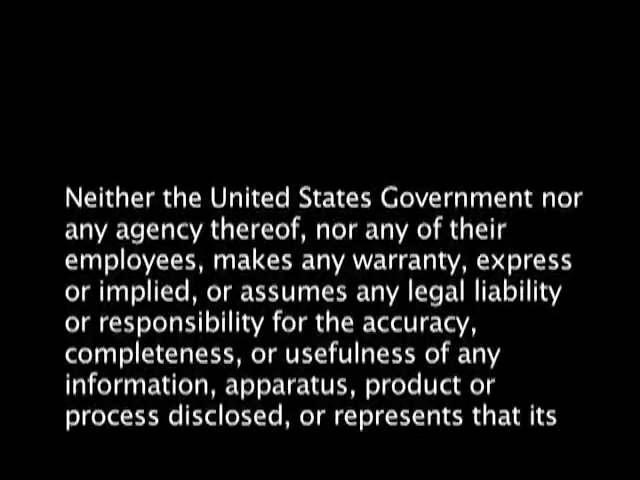 Neither the United States Government nor
any agency thereof, nor any of their
employees, makes any warranty, express
or implied, or assumes any legal liability
or responsibility for the accuracy,
completeness, or usefulness of any
information, apparatus, product or
process disclosed, or represents that its